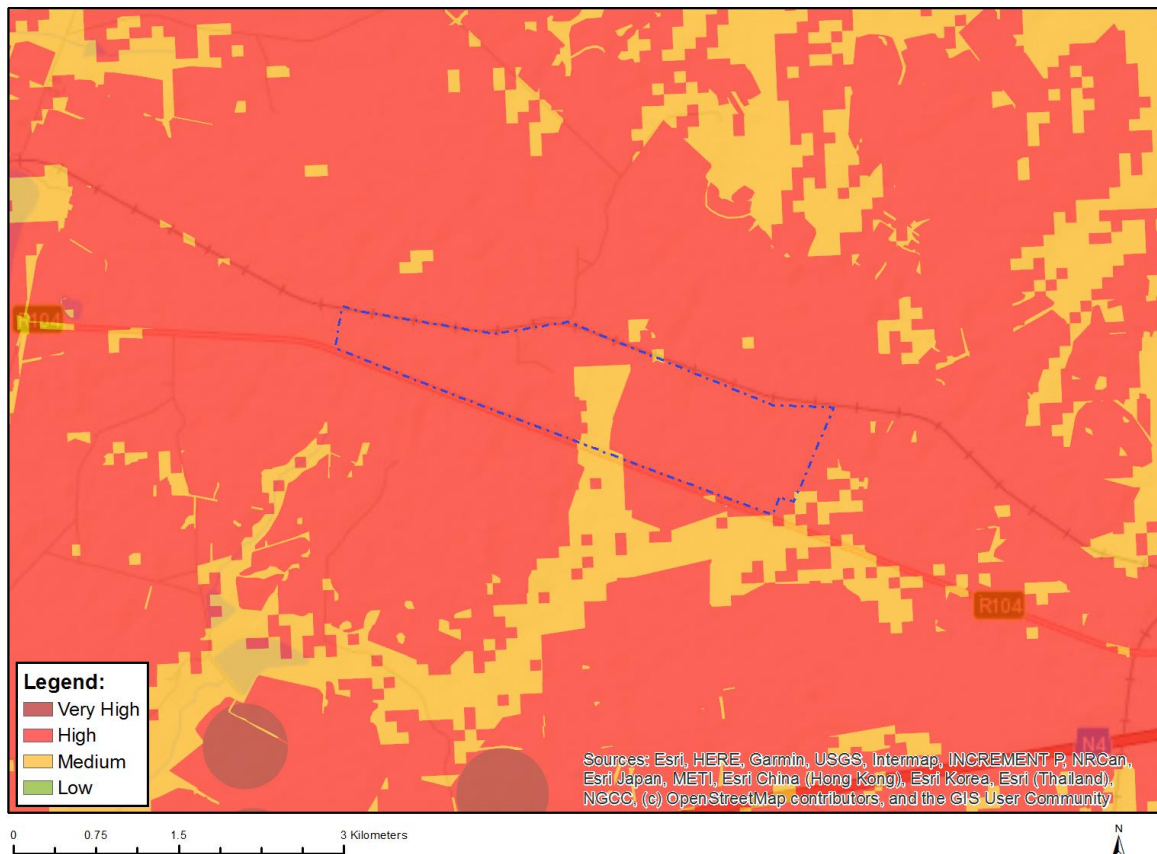 R104
R104
N4
Legend:
Very High
High
Medium
Low
Sources: Esri, HERE, Garmin, USGS, Intermap, INCREMENT P, NRCan,
Esri Japan, METI, Esri China (Hong Kong), Esri Korea, Esri (Thailand),
NGCC, (c) OpenStreetMap contributors, and the GIS User Community
0 0.75 1.5 3 Kilometers
N